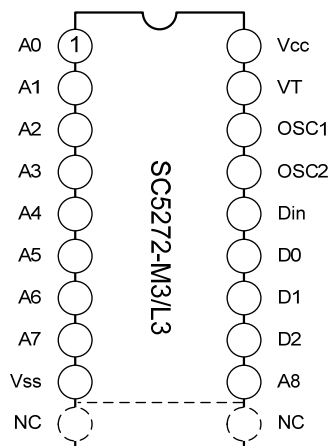 A0 1 Vcc
A1 VT
A2 OSC1
A3 OSC2
A4 Din
A5 D0
A6 D1
A7 D2
Vss A8
NC NC
SC5272-M3/L3